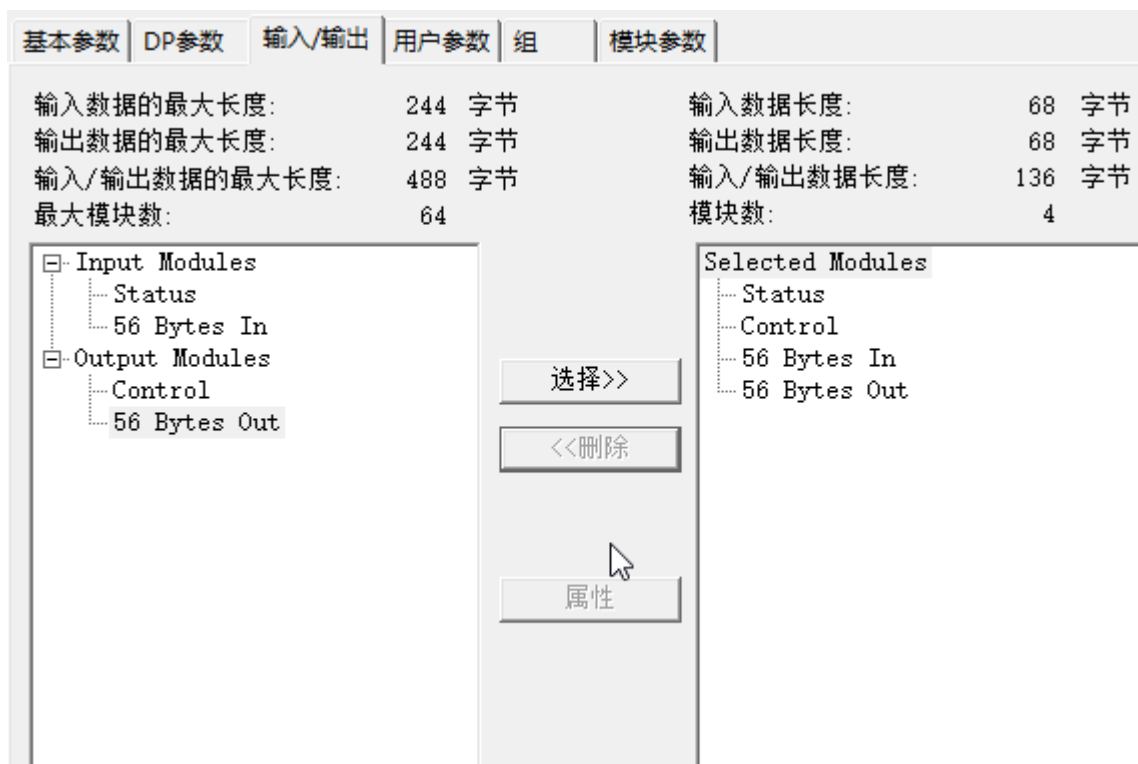 基本参数 DP参数 输入/输出 用户参数 组 模块参数
输入数据的最大长度: 244 字节 输入数据长度: 68 字节
输出数据的最大长度: 244 字节 输出数据长度: 68 字节
输入/输出数据的最大长度: 488 字节 输入/输出数据长度: 136 字节
最大模块数: 64 模块数: 4
Input Modules
Status
56 Bytes In
Output Modules
Control
56 Bytes Out
选择>>
<<删除
属性
Selected Modules
Status
Control
56 Bytes In
56 Bytes Out